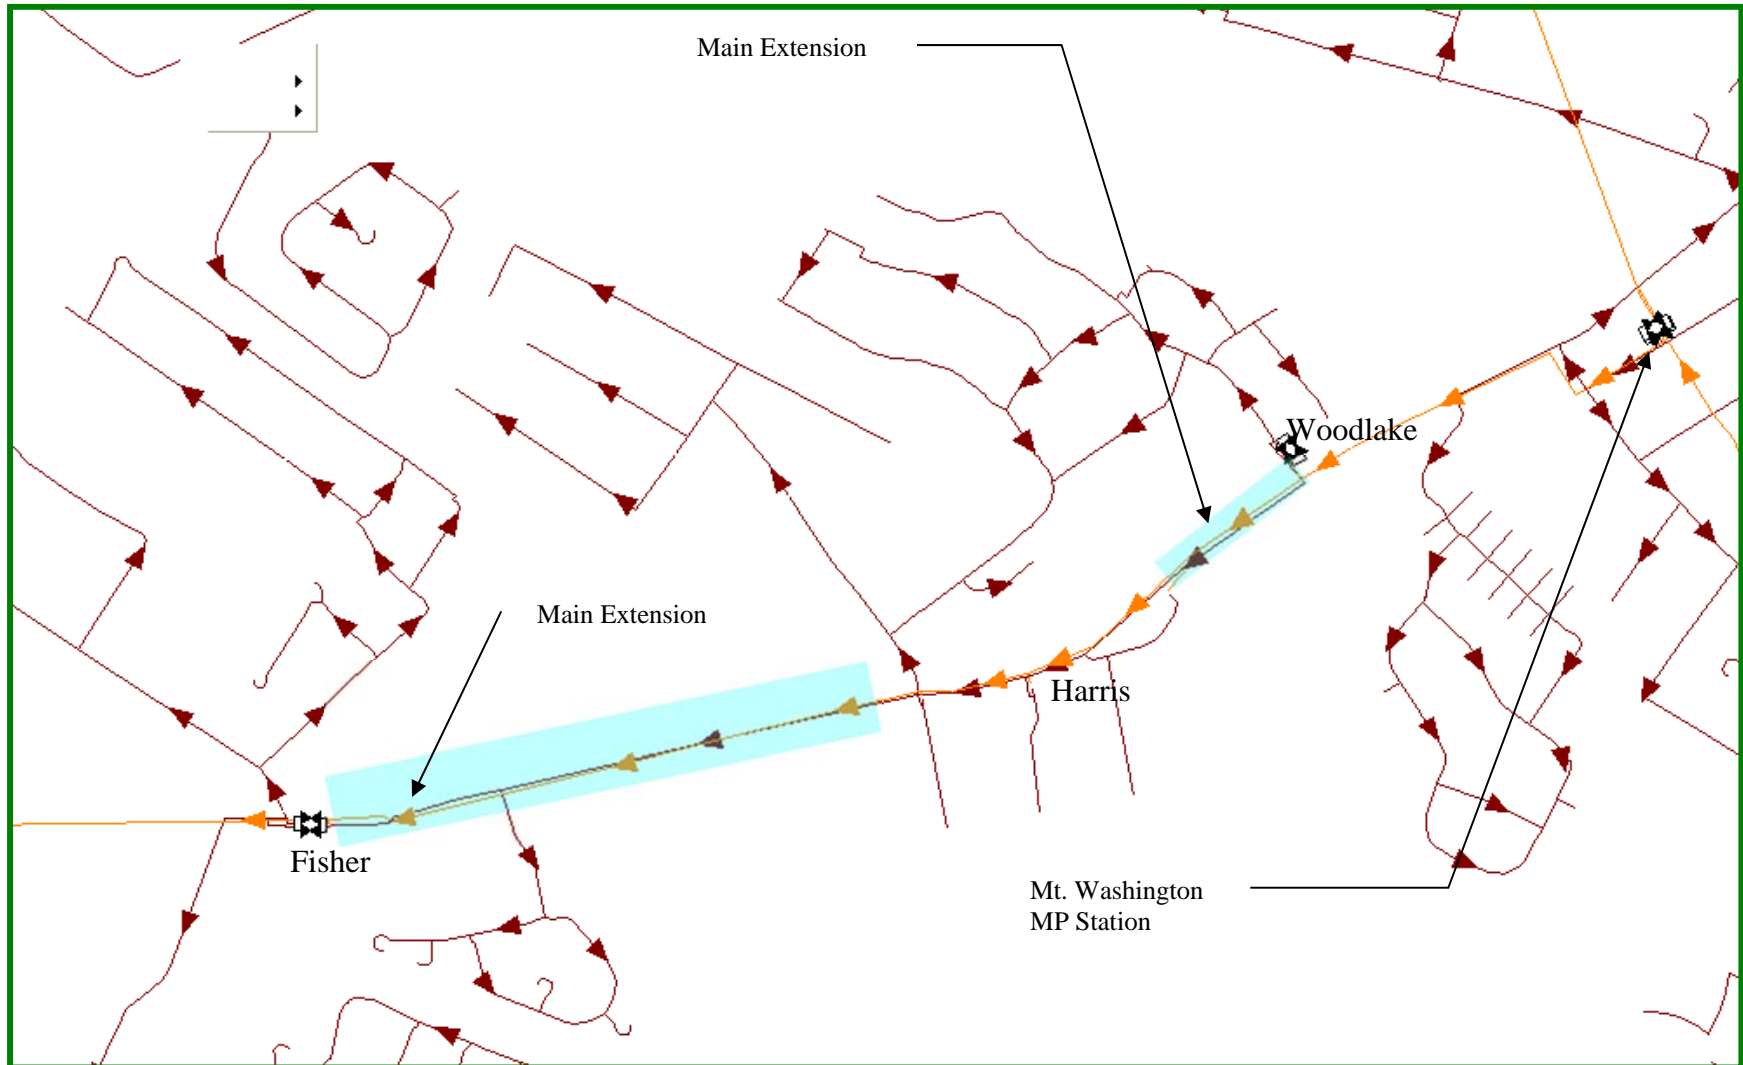 Main Extension
Woodlake
Main Extension
Harris
Fisher
Mt. Washington
MP Station